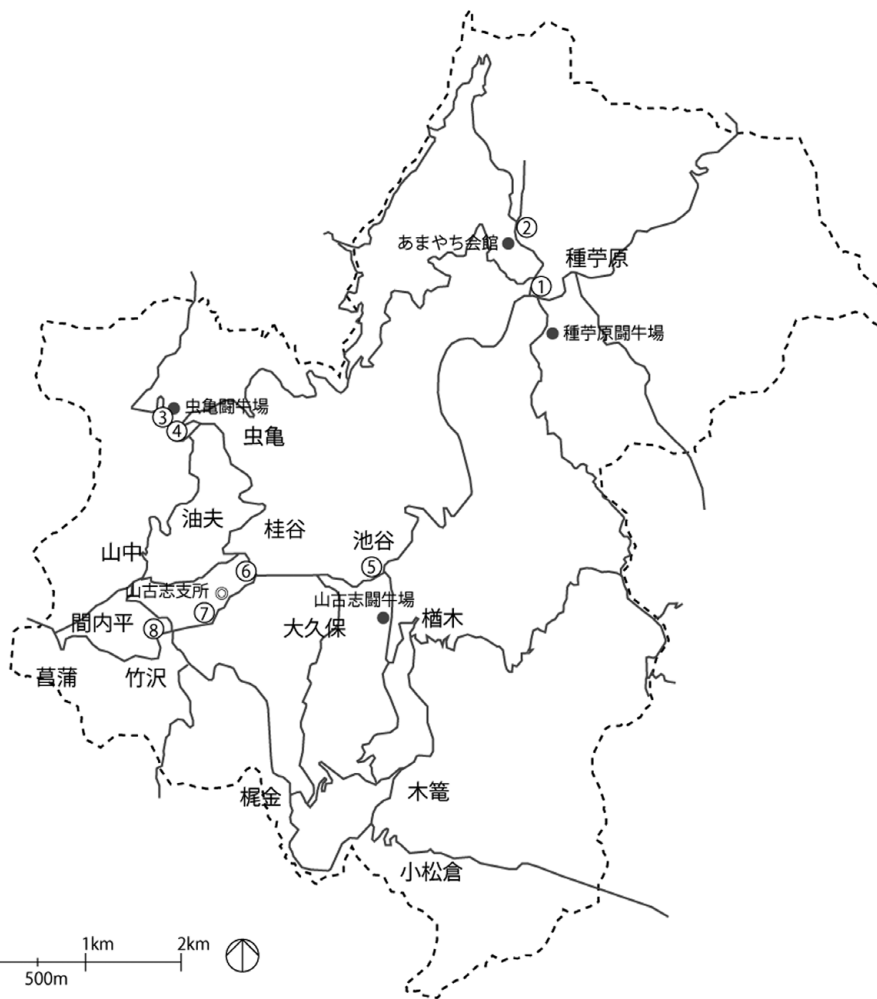 ②
あまやち会館
種苧原
①
種苧原闘牛場
虫亀闘牛場
③
④
虫亀
油夫
桂谷
池谷
山中
⑥
⑤
山古志支所
山古志闘牛場
⑦
間内平
⑧
大久保
楢木
菖蒲
竹沢
梶金
木篭
小松倉
1km
2km
500m